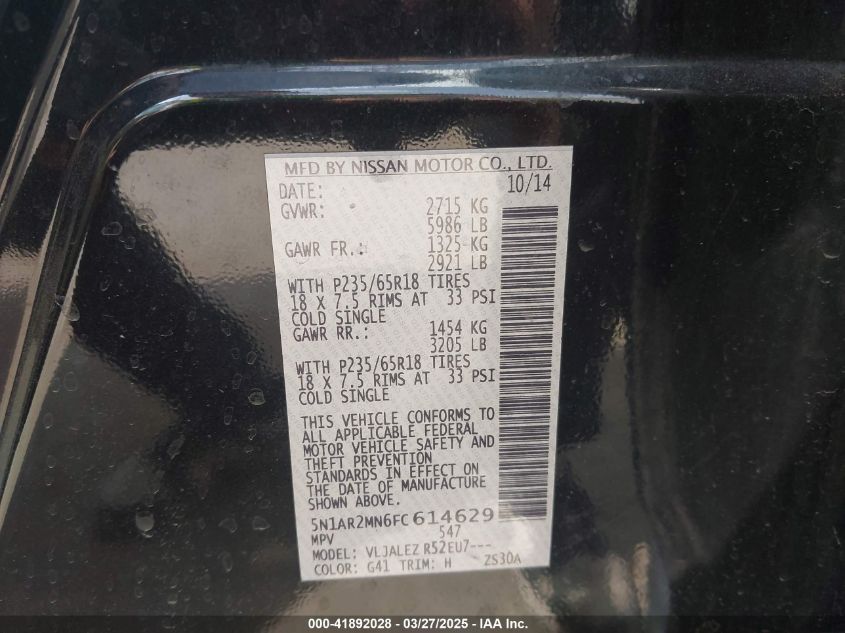 MFD BY NISSAN MOTOR CO., LTD.
DATE: 10/14
GVWR: 2715 KG
5986 LB
GAWR FR.: 1325 KG
2921 LB
WITH P235/65R18 TIRES
18 X 7.5 RIMS AT 33 PSI
COLD SINGLE
GAWR RR.: 1454 KG
3205 LB
WITH P235/65R18 TIRES
18 X 7.5 RIMS AT 33 PSI
COLD SINGLE
THIS VEHICLE CONFORMS TO
ALL APPLICABLE FEDERAL
MOTOR VEHICLE SAFETY AND
THEFT PREVENTION
STANDARDS IN EFFECT ON
THE DATE OF MANUFACTURE
SHOWN ABOVE.
5N1AR2MN6FC614629
MPV 547
MODEL: VLJALEZ R52EU7---
COLOR: G41 TRIM: H ZS30A
000-41892028 | 03/27/2025 - IAA Inc.